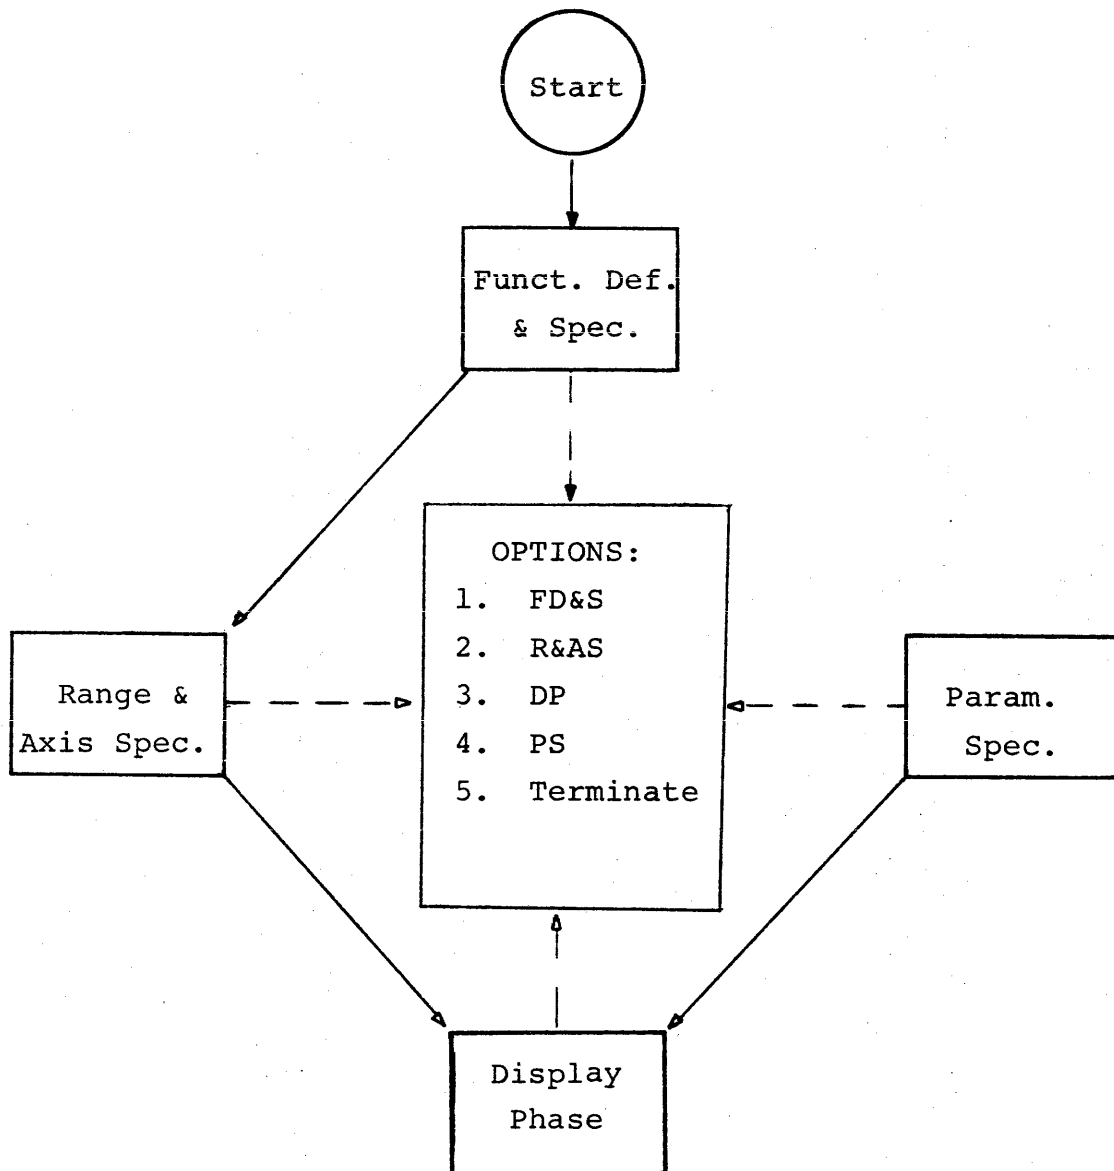 Start
Funct. Def.
& Spec.
OPTIONS:
1. FD&S
2. R&AS
3. DP
4. PS
5. Terminate
Range &
Axis Spec.
Param.
Spec.
Display
Phase